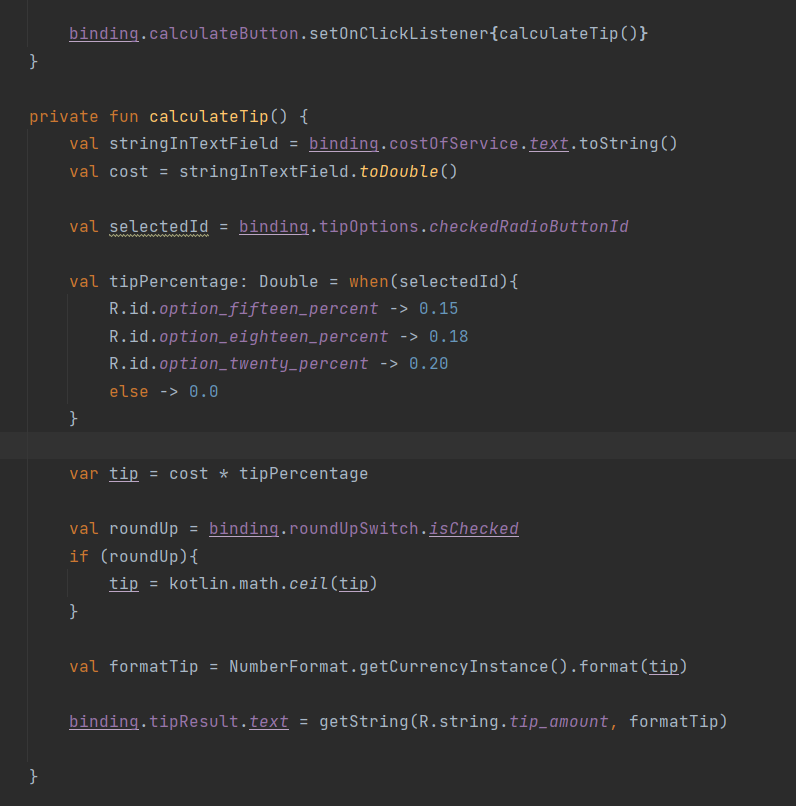 binding.calculateButton.setOnClickListener{calculateTip()}
}
private fun calculateTip() {
val stringInTextField = binding.costOfService.text.toString()
val cost = stringInTextField.toDouble()
val selectedId = binding.tipOptions.checkedRadioButtonId
val tipPercentage: Double = when(selectedId){
R.id.option_fifteen_percent -> 0.15
R.id.option_eighteen_percent -> 0.18
R.id.option_twenty_percent -> 0.20
else -> 0.0
}
var tip = cost * tipPercentage
val roundUp = binding.roundUpSwitch.isChecked
if (roundUp){
tip = kotlin.math.ceil(tip)
}
val formatTip = NumberFormat.getCurrencyInstance().format(tip)
binding.tipResult.text = getString(R.string.tip_amount, formatTip)
}